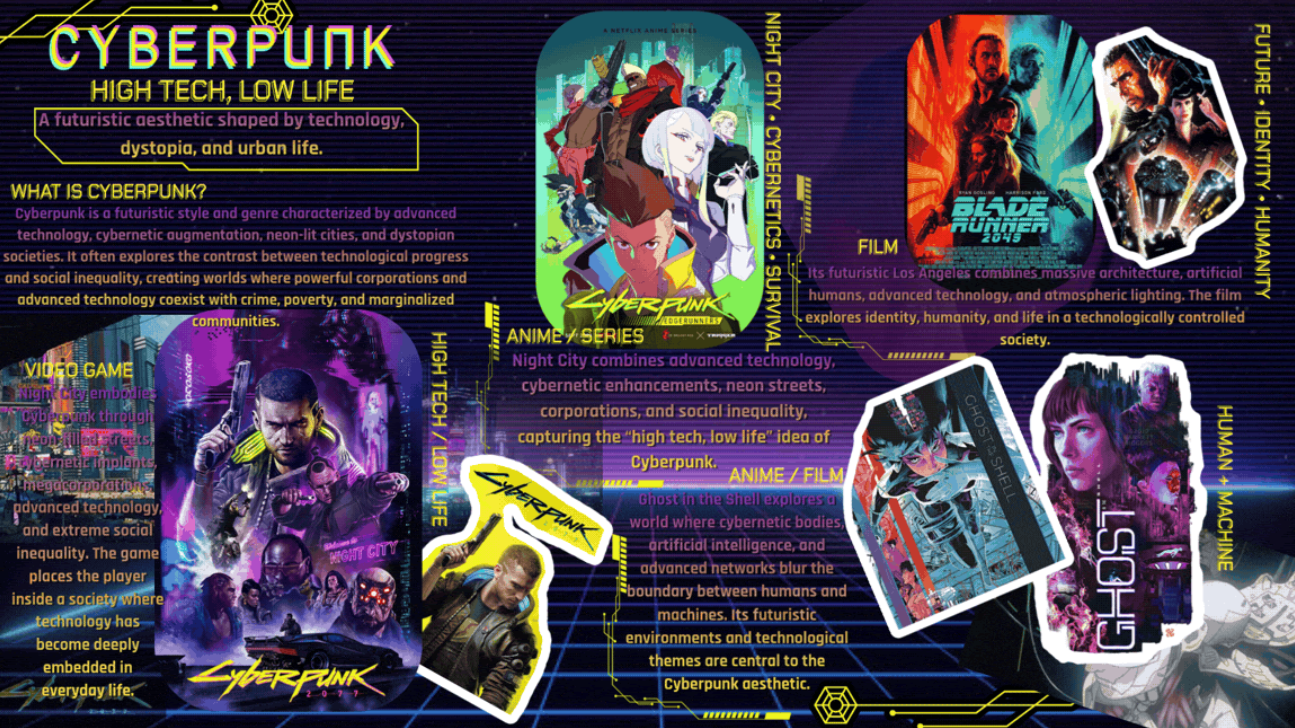 CYBERPUNK
HIGH TECH, LOW LIFE
A futuristic aesthetic shaped by technology,
dystopia, and urban life.
WHAT IS CYBERPUNK?
Cyberpunk is a futuristic style and genre characterized by advanced
technology, cybernetic augmentation, neon-lit cities, and dystopian
societies. It often explores the contrast between technological progress
and social inequality, creating worlds where powerful corporations and
advanced technology coexist with crime, poverty, and marginalized
communities.
VIDEO GAME
Night City embodies
Cyberpunk through
neon-filled streets,
cybernetic implants,
megacorporations,
advanced technology,
and extreme social
inequality. The game
places the player
inside a society where
technology has
become deeply
embedded in
everyday life.
Welcome to
NIGHT CITY
CYBERPUNK
2077
HIGH TECH / LOW LIFE
CYBERPUNK
A NETFLIX ANIME SERIES
CYBERPUNK
EDGERUNNERS
NIGHT CITY • CYBERNETICS • SURVIVAL
ANIME / SERIES
Night City combines advanced technology,
cybernetic enhancements, neon streets,
corporations, and social inequality,
capturing the “high tech, low life” idea of
Cyberpunk.
FILM
RYAN GOSLING HARRISON FORD
BLADE
RUNNER
2049
Its futuristic Los Angeles combines massive architecture, artificial
humans, advanced technology, and atmospheric lighting. The film
explores identity, humanity, and life in a technologically controlled
society.
FUTURE • IDENTITY • HUMANITY
ANIME / FILM
Ghost in the Shell explores a
world where cybernetic bodies,
artificial intelligence, and
advanced networks blur the
boundary between humans and
machines. Its futuristic
environments and technological
themes are central to the
Cyberpunk aesthetic.
GHOST IN THE SHELL
GHOST
HUMAN + MACHINE